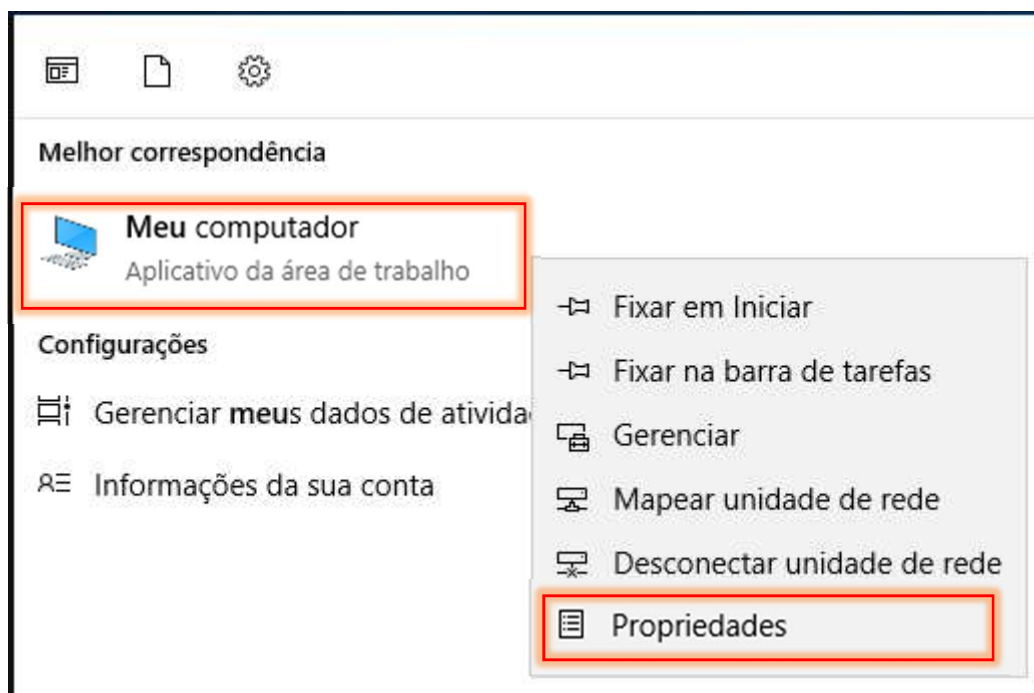 Melhor correspondência
Meu computador
Aplicativo da área de trabalho
Configurações
Gerenciar meus dados de ativida
Informações da sua conta
Fixar em Iniciar
Fixar na barra de tarefas
Gerenciar
Mapear unidade de rede
Desconectar unidade de rede
Propriedades